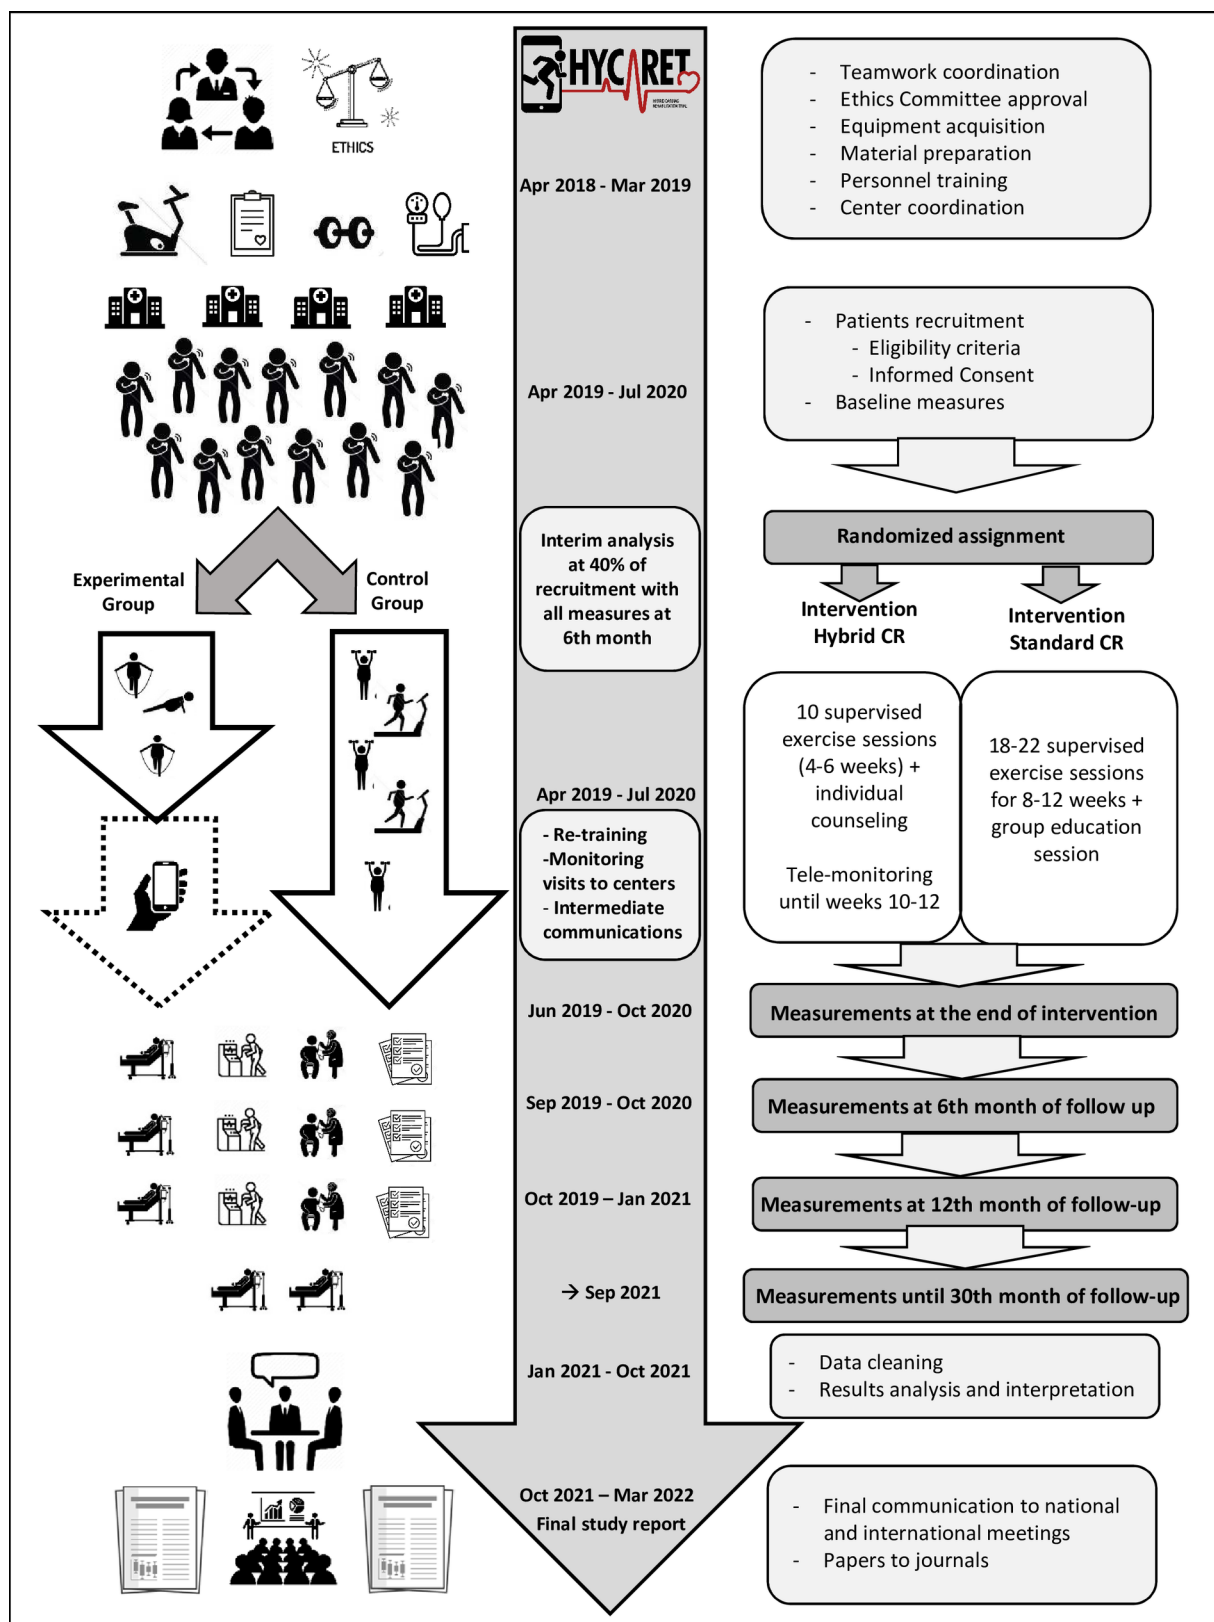 HYCARET
HYBRID CARDIAC
REHABILITATION TRIAL
ETHICS
Apr 2018 - Mar 2019
- Teamwork coordination
- Ethics Committee approval
- Equipment acquisition
- Material preparation
- Personnel training
- Center coordination
Apr 2019 - Jul 2020
- Patients recruitment
- Eligibility criteria
- Informed Consent
- Baseline measures
Experimental
Group
Control
Group
Interim analysis
at 40% of
recruitment with
all measures at
6th month
Randomized assignment
Intervention
Hybrid CR
Intervention
Standard CR
10 supervised
exercise sessions
(4-6 weeks) +
individual
counseling
Tele-monitoring
until weeks 10-12
18-22 supervised
exercise sessions
for 8-12 weeks +
group education
session
Apr 2019 - Jul 2020
- Re-training
-Monitoring
visits to centers
- Intermediate
communications
Jun 2019 - Oct 2020
Measurements at the end of intervention
Sep 2019 - Oct 2020
Measurements at 6th month of follow up
Oct 2019 – Jan 2021
Measurements at 12th month of follow-up
→ Sep 2021
Measurements until 30th month of follow-up
Jan 2021 - Oct 2021
- Data cleaning
- Results analysis and interpretation
Oct 2021 – Mar 2022
Final study report
- Final communication to national
and international meetings
- Papers to journals